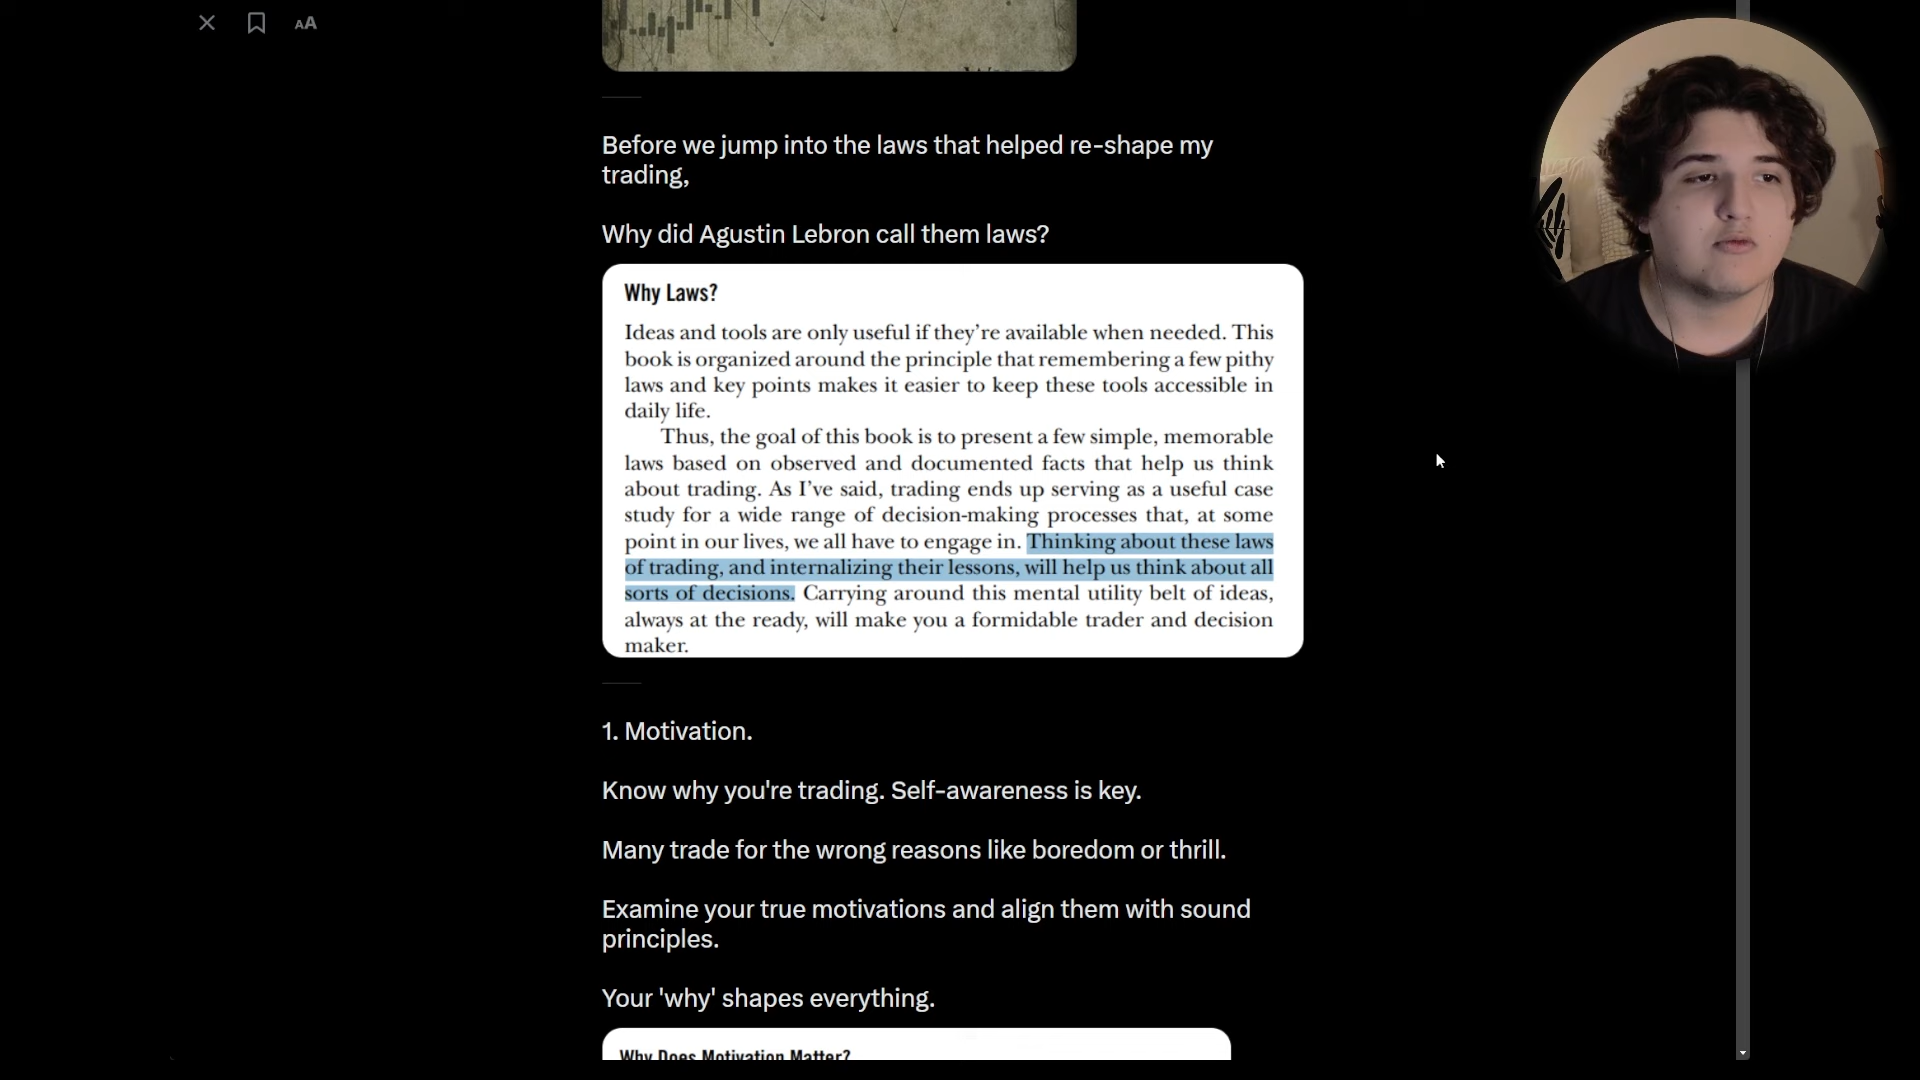 AA
Before we jump into the laws that helped re-shape my
trading,
Why did Agustin Lebron call them laws?
Why Laws?
Ideas and tools are only useful if they’re available when needed. This
book is organized around the principle that remembering a few pithy
laws and key points makes it easier to keep these tools accessible in
daily life.
Thus, the goal of this book is to present a few simple, memorable
laws based on observed and documented facts that help us think
about trading. As I’ve said, trading ends up serving as a useful case
study for a wide range of decision-making processes that, at some
point in our lives, we all have to engage in. Thinking about these laws
of trading, and internalizing their lessons, will help us think about all
sorts of decisions. Carrying around this mental utility belt of ideas,
always at the ready, will make you a formidable trader and decision
maker.
1. Motivation.
Know why you're trading. Self-awareness is key.
Many trade for the wrong reasons like boredom or thrill.
Examine your true motivations and align them with sound
principles.
Your 'why' shapes everything.
Why Does Motivation Matter?